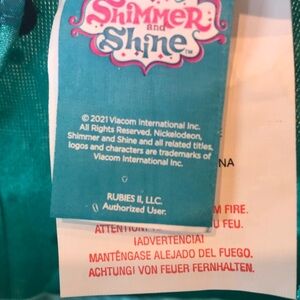 Shimmer
and
Shine™
© 2021 Viacom International Inc.
All Rights Reserved. Nickelodeon,
Shimmer and Shine and all related titles,
logos and characters are trademarks of
Viacom International Inc.
NA
RUBIES II, LLC.
Authorized User.
M FIRE.
ATTENTION!
U FEU.
¡ADVERTENCIA!
MANTÉNGASE ALEJADO DEL FUEGO.
ACHTUNG! VON FEUER FERNHALTEN.